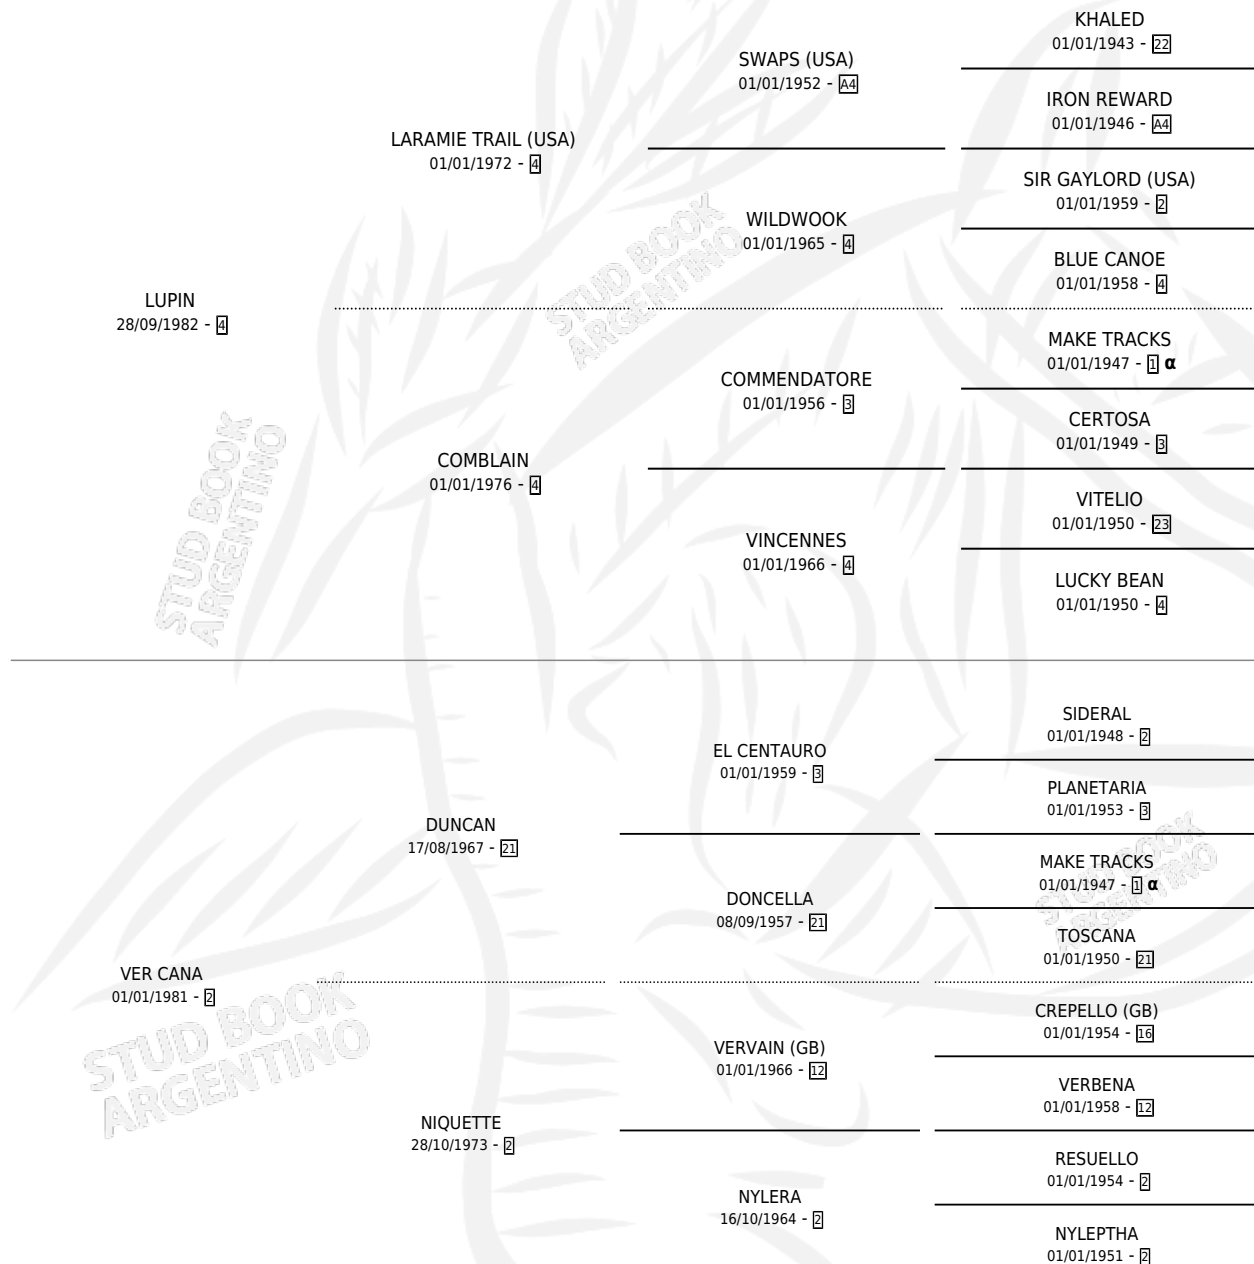 KHALED
01/01/1943 - 22
SWAPS (USA)
01/01/1952 - A4
IRON REWARD
01/01/1946 - A4
LARAMIE TRAIL (USA)
01/01/1972 - 4
SIR GAYLORD (USA)
01/01/1959 - 2
WILDWOOK
01/01/1965 - 4
BLUE CANOE
01/01/1958 - 4
LUPIN
28/09/1982 - 4
MAKE TRACKS
01/01/1947 - 1 α
COMMENDATORE
01/01/1956 - 3
CERTOSA
01/01/1949 - 3
COMBLAIN
01/01/1976 - 4
VITELIO
01/01/1950 - 23
VINCENNES
01/01/1966 - 4
LUCKY BEAN
01/01/1950 - 4
SIDERAL
01/01/1948 - 2
EL CENTAURO
01/01/1959 - 3
PLANETARIA
01/01/1953 - 3
DUNCAN
17/08/1967 - 21
MAKE TRACKS
01/01/1947 - 1 α
DONCELLA
08/09/1957 - 21
TOSCANA
01/01/1950 - 21
VER CANA
01/01/1981 - 2
CREPELLO (GB)
01/01/1954 - 16
VERVAIN (GB)
01/01/1966 - 12
VERBENA
01/01/1958 - 12
NIQUETTE
28/10/1973 - 2
RESUELLO
01/01/1954 - 2
NYLERA
16/10/1964 - 2
NYLEPTHA
01/01/1951 - 2
STUD BOOK
ARGENTINO
STUD BOOK
ARGENTINO
STUD BOOK
ARGENTINO
STUD BOOK
ARGENTINO